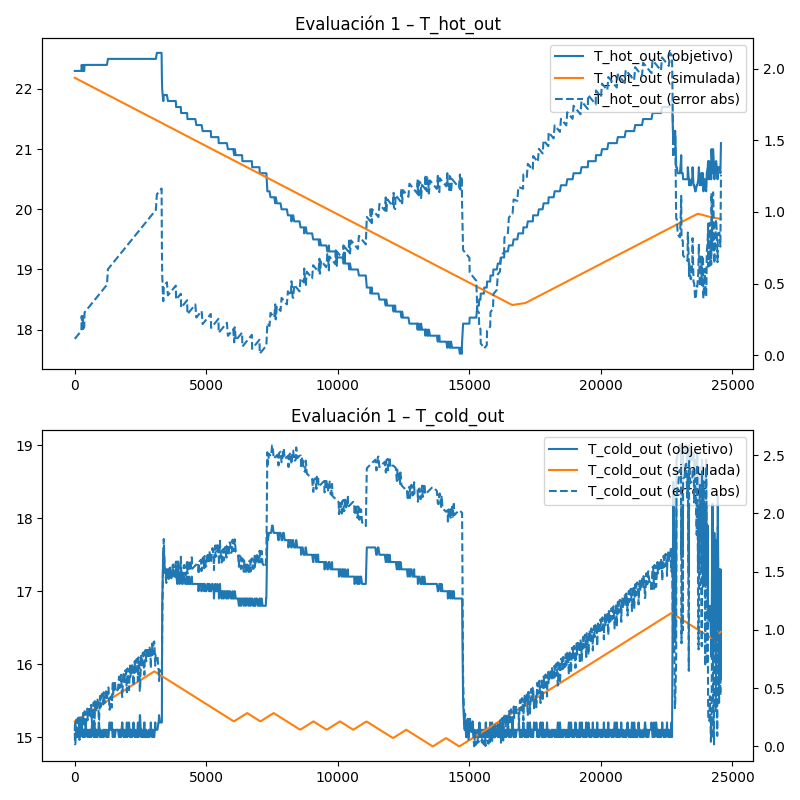 Evaluación 1 – T_hot_out
T_hot_out (objetivo)
T_hot_out (simulada)
T_hot_out (error abs)
22
21
20
19
18
2.0
1.5
1.0
0.5
0.0
0 5000 10000 15000 20000 25000
Evaluación 1 – T_cold_out
T_cold_out (objetivo)
T_cold_out (simulada)
T_cold_out (error abs)
19
18
17
16
15
2.5
2.0
1.5
1.0
0.5
0.0
0 5000 10000 15000 20000 25000